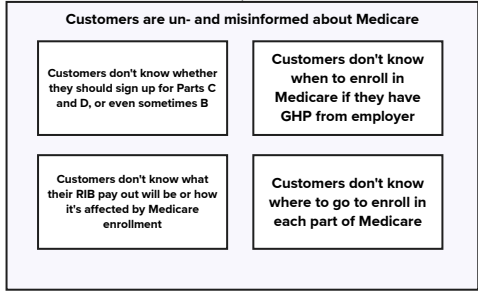 Customers are un- and misinformed about Medicare
Customers don't know whether
they should sign up for Parts C
and D, or even sometimes B
Customers don't know
when to enroll in
Medicare if they have
GHP from employer
Customers don't know what
their RIB pay out will be or how
it's affected by Medicare
enrollment
Customers don't know
where to go to enroll in
each part of Medicare